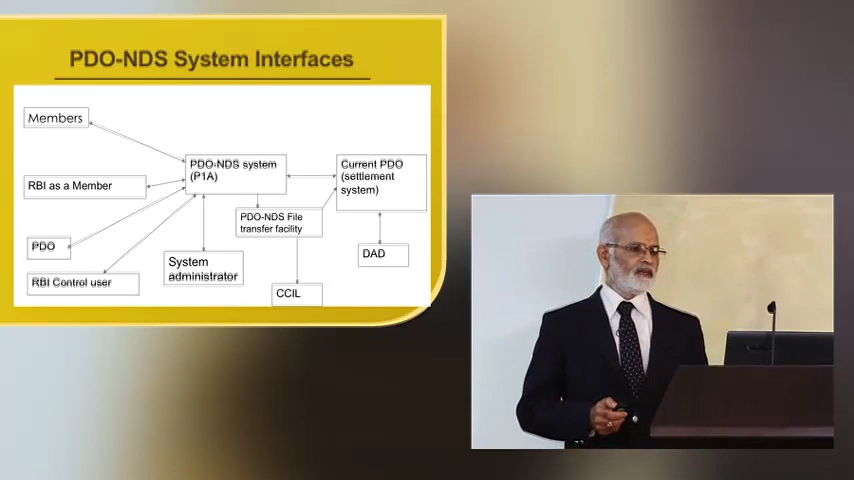 PDO-NDS System Interfaces
Members
PDO-NDS system
(P1A)
Current PDO
(settlement
system)
RBI as a Member
PDO-NDS File
transfer facility
PDO
System
administrator
DAD
RBI Control user
CCIL